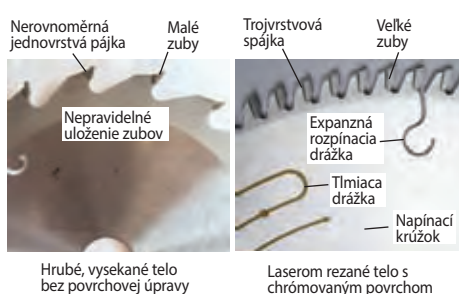 Nerovnoměrná
jednovrstvá pájka
Malé
zuby
Nepravidelné
uloženie zubov
Hrubé, vysekané telo
bez povrchovej úpravy
Trojvrstvová
spájka
Veľké
zuby
Expanzná
rozpínacia
drážka
Tlmiaca
drážka
Napínací
krúžok
Laserom rezané telo s
chrómovaným povrchom